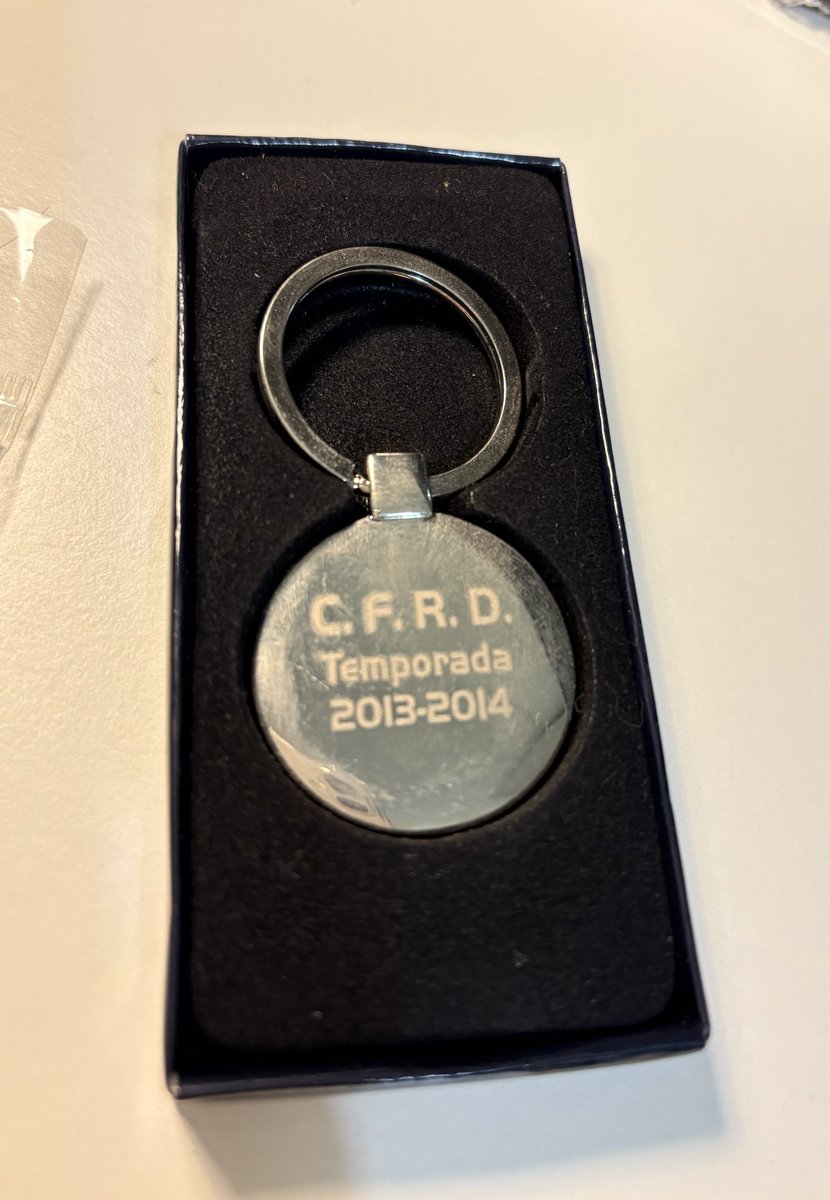 C. F. R. D.
Temporada
2013-2014